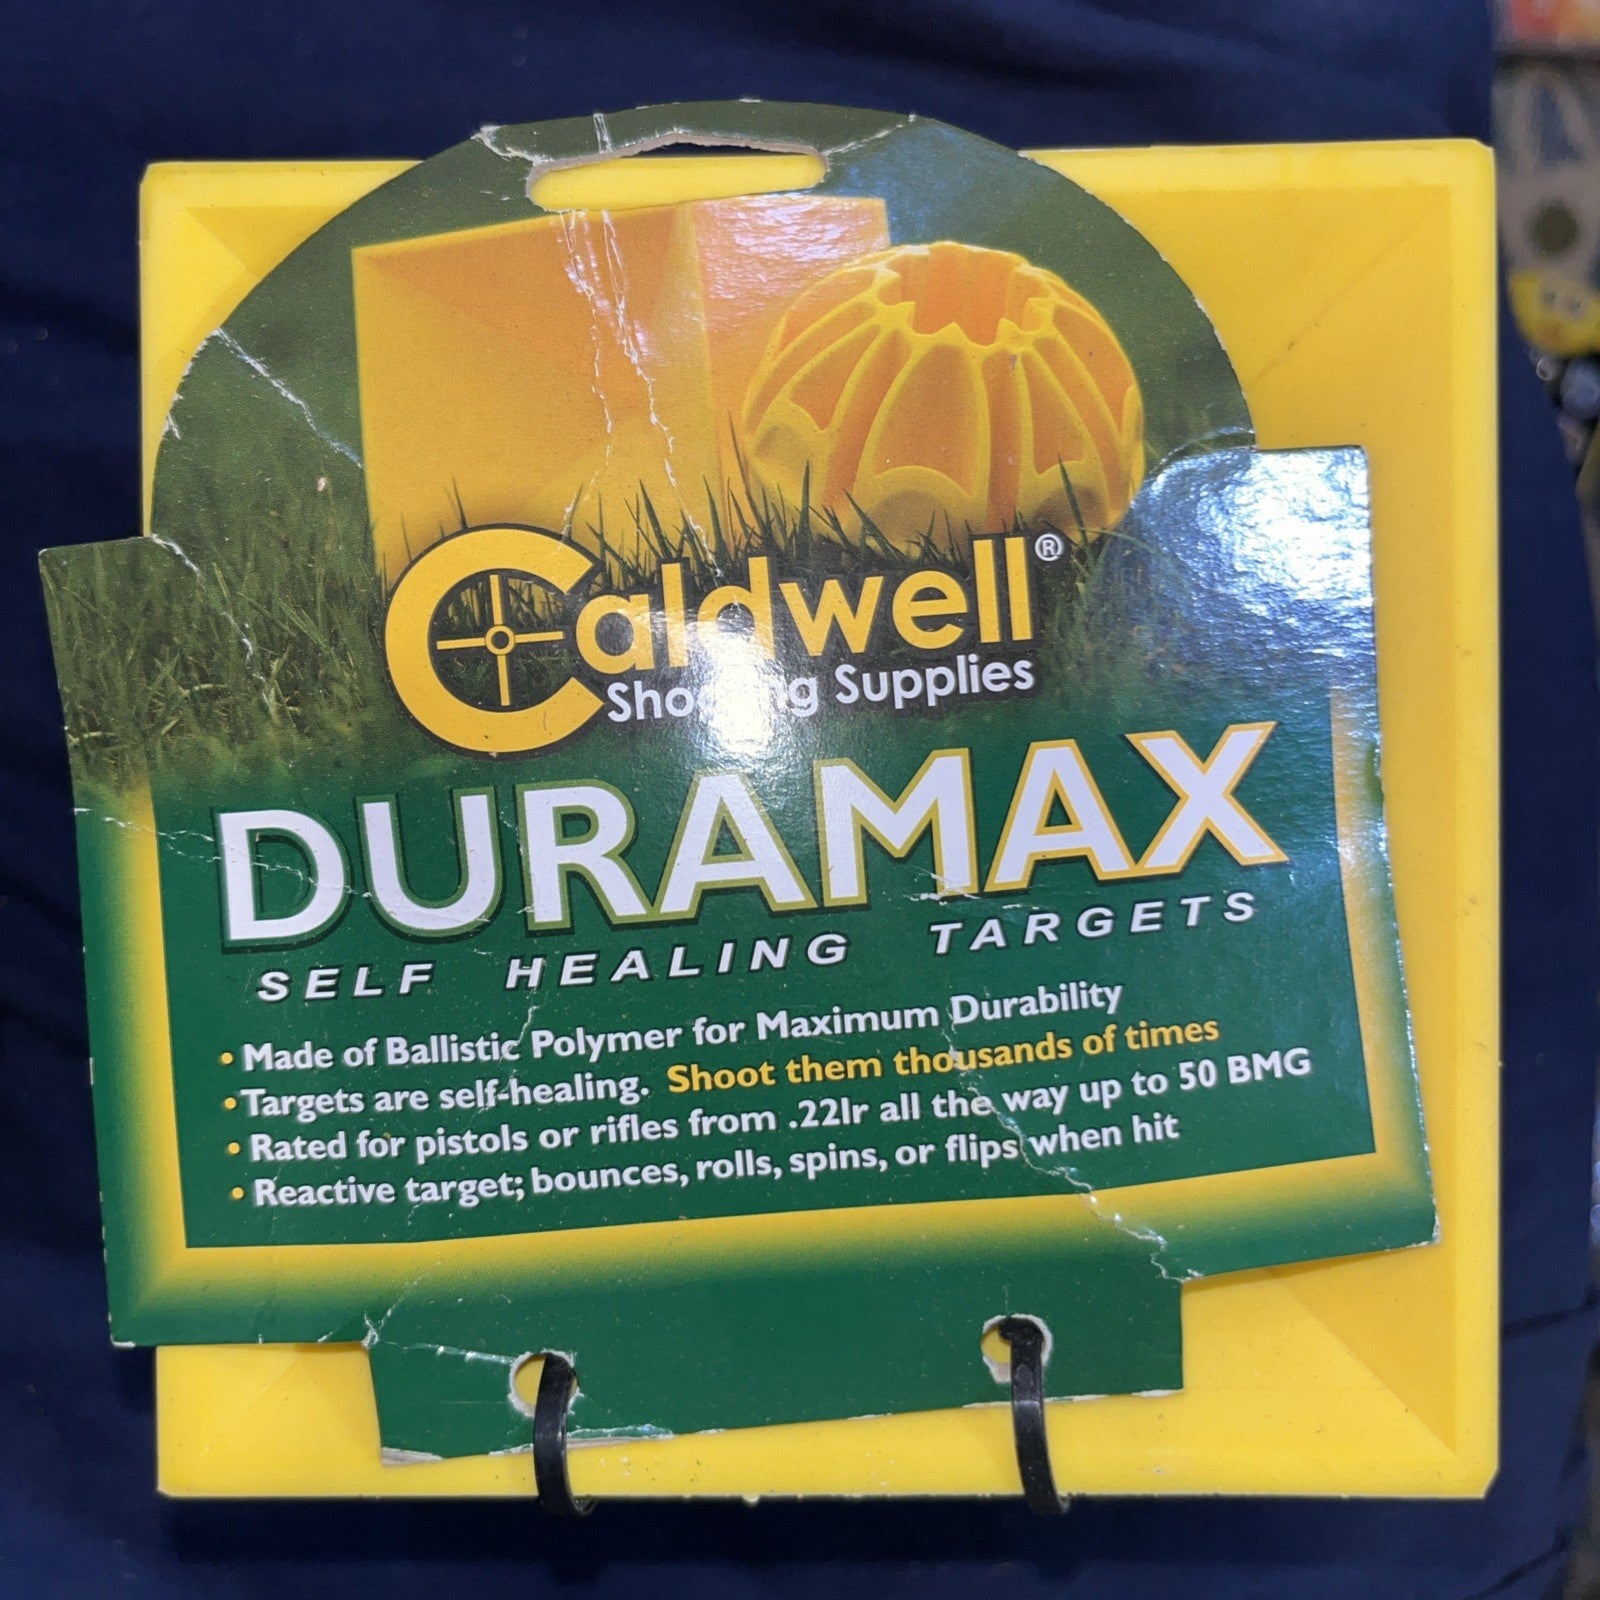 Caldwell®
Shooting Supplies
DURAMAX
SELF HEALING TARGETS
• Made of Ballistic Polymer for Maximum Durability
• Targets are self-healing. Shoot them thousands of times
• Rated for pistols or rifles from .22lr all the way up to 50 BMG
• Reactive target; bounces, rolls, spins, or flips when hit